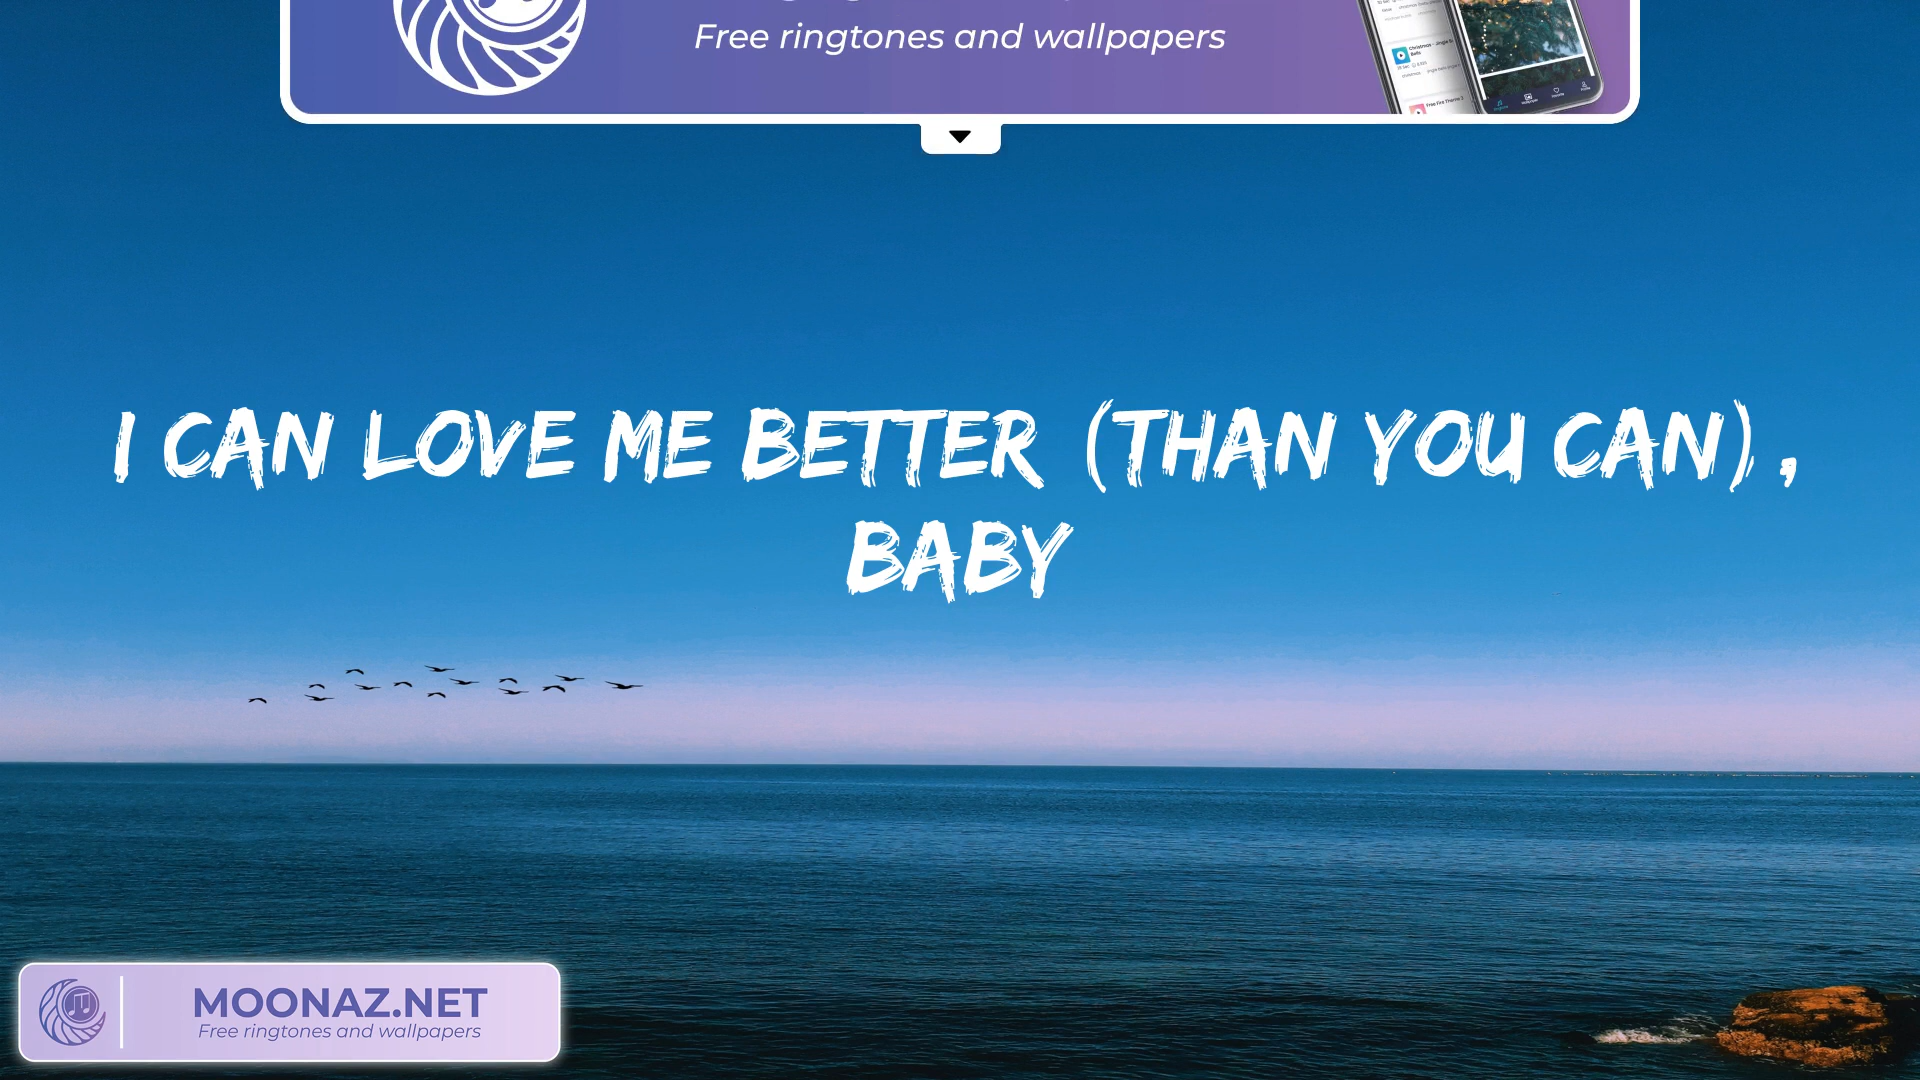 Free ringtones and wallpapers
I CAN LOVE ME BETTER (THAN YOU CAN) ,
BABY
MOONAZ.NET
Free ringtones and wallpapers